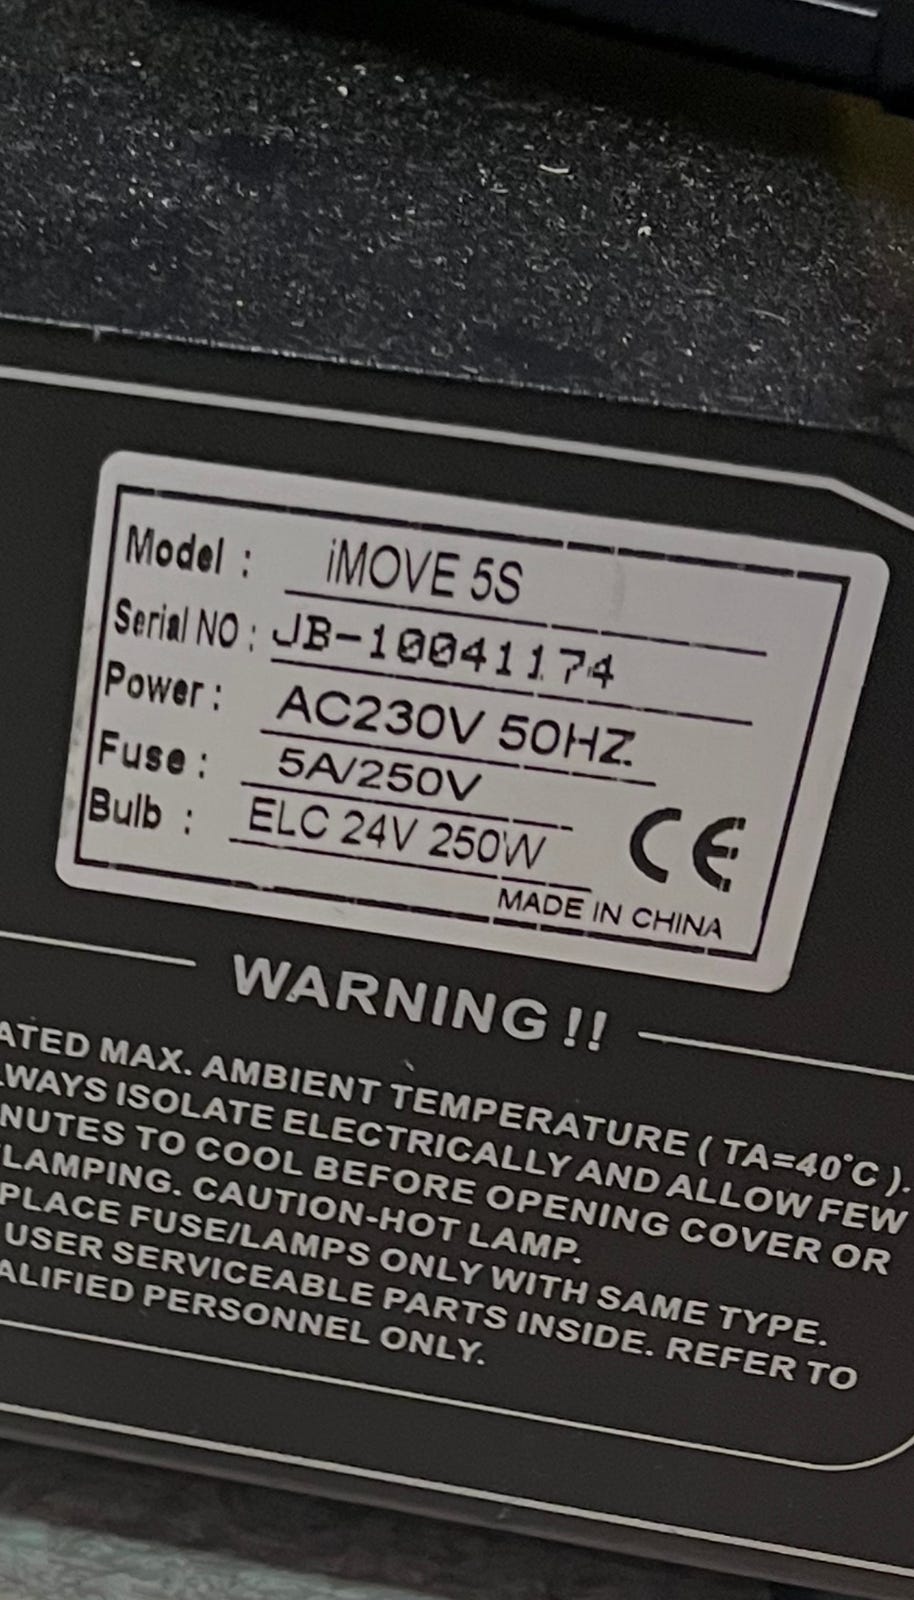 Model : iMOVE 5S
Serial NO : JB-10041174
Power : AC230V 50HZ.
Fuse : 5A/250V
Bulb : ELC 24V 250W
CE
MADE IN CHINA
WARNING !!
ATED MAX. AMBIENT TEMPERATURE ( TA=40°C ).
LWAYS ISOLATE ELECTRICALLY AND ALLOW FEW
NUTES TO COOL BEFORE OPENING COVER OR
LAMPING. CAUTION-HOT LAMP.
PLACE FUSE/LAMPS ONLY WITH SAME TYPE.
USER SERVICEABLE PARTS INSIDE. REFER TO
ALIFIED PERSONNEL ONLY.